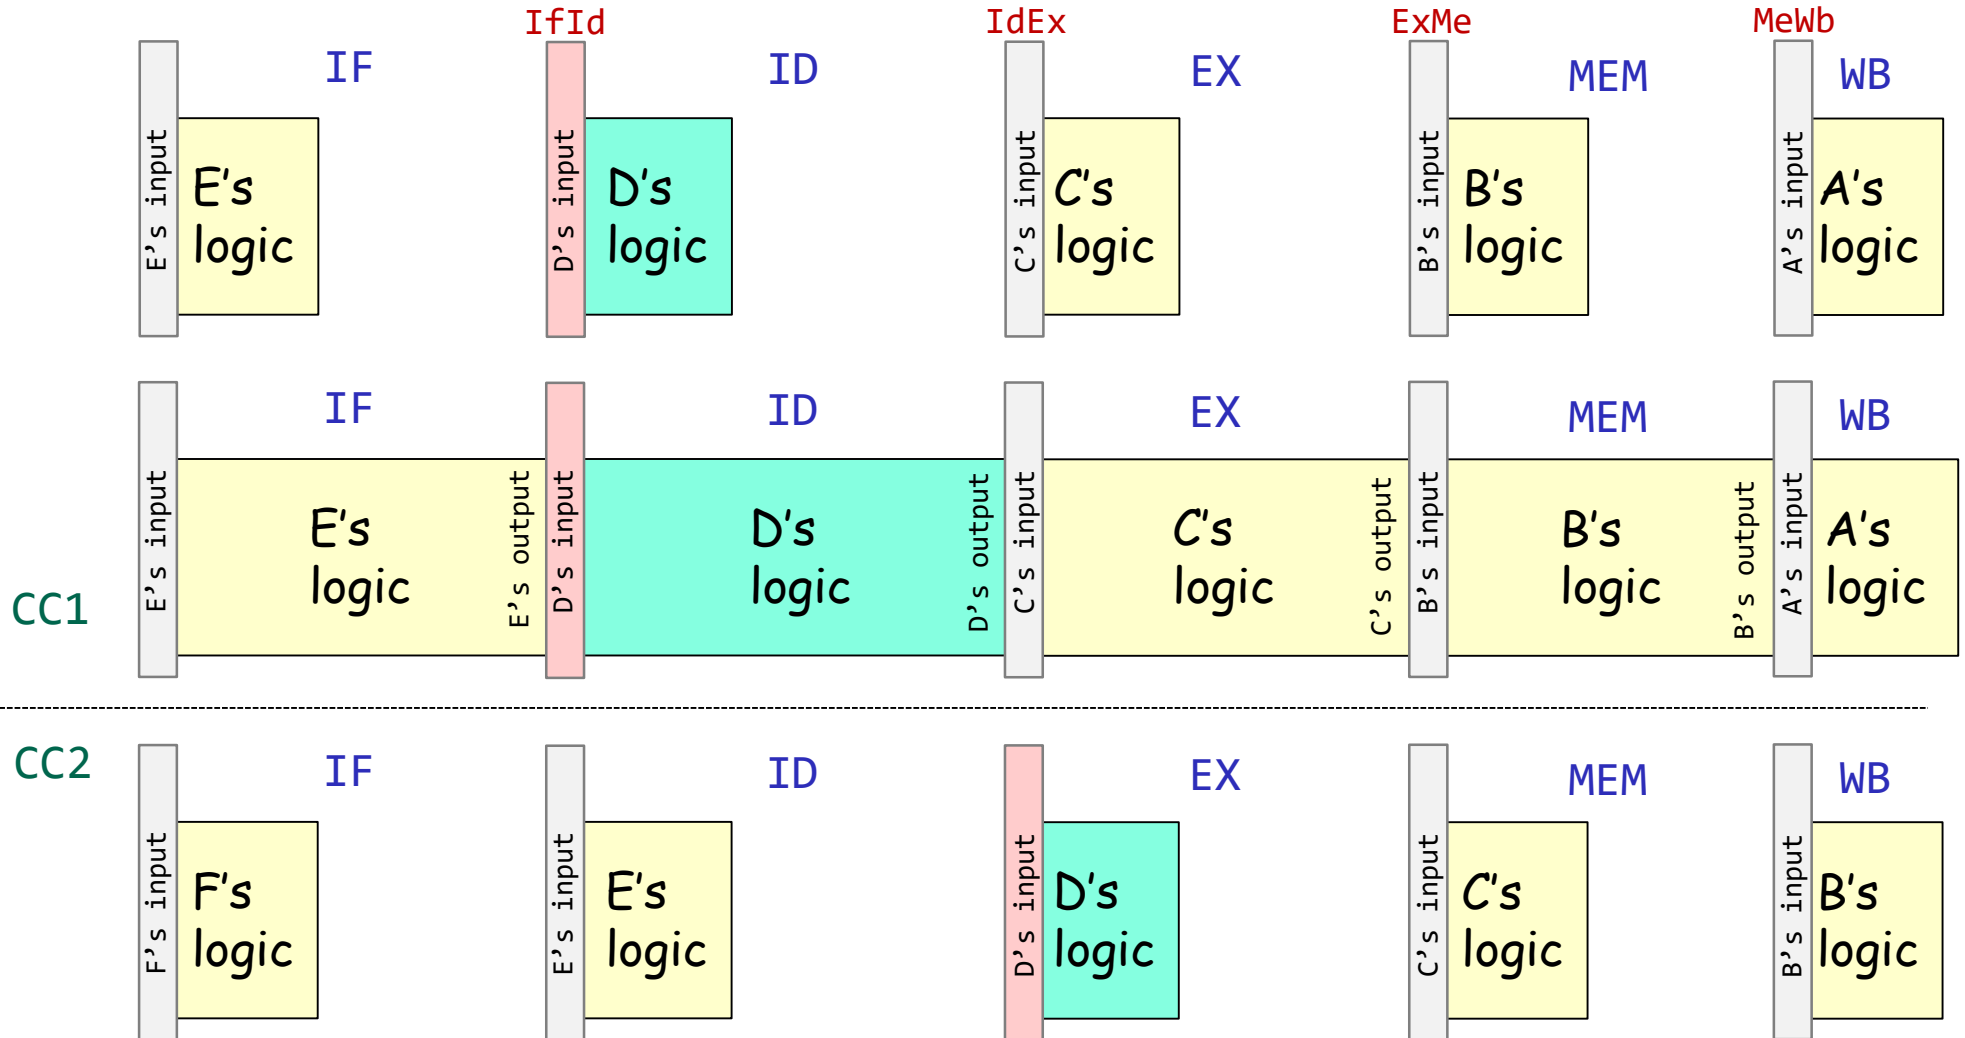 IfId
IdEx
ExMe
MeWb
IF
ID
EX
MEM
WB
E's input
E's
logic
D's input
D's
logic
C's input
C's
logic
B's input
B's
logic
A's input
A's
logic
IF
ID
EX
MEM
WB
CC1
E's input
E's
logic
E's output
D's input
D's
logic
D's output
C's input
C's
logic
C's output
B's input
B's
logic
B's output
A's input
A's
logic
CC2
IF
ID
EX
MEM
WB
F's input
F's
logic
E's input
E's
logic
D's input
D's
logic
C's input
C's
logic
B's input
B's
logic